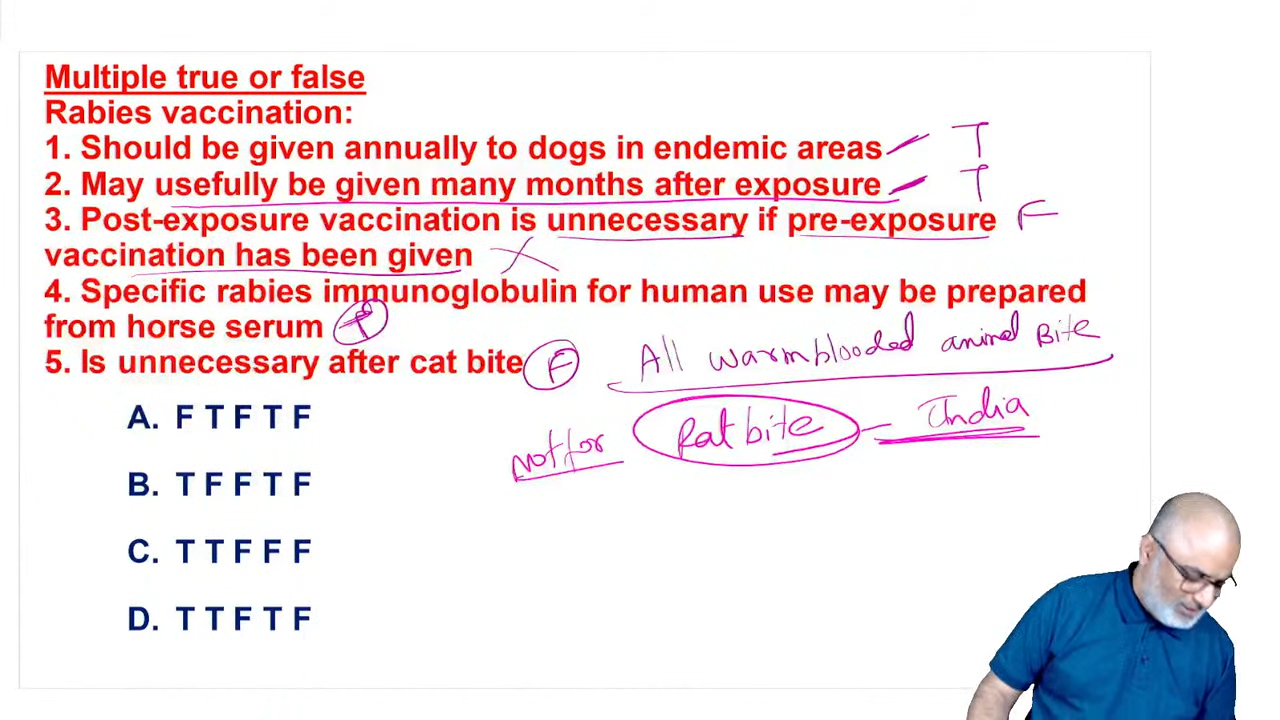 Multiple true or false
Rabies vaccination:
1. Should be given annually to dogs in endemic areas T
2. May usefully be given many months after exposure T
3. Post-exposure vaccination is unnecessary if pre-exposure F
vaccination has been given
4. Specific rabies immunoglobulin for human use may be prepared
from horse serum T
5. Is unnecessary after cat bite F All warmblooded animal Bite
not for Rat bite - India
A. F T F T F
B. T F F T F
C. T T F F F
D. T T F T F